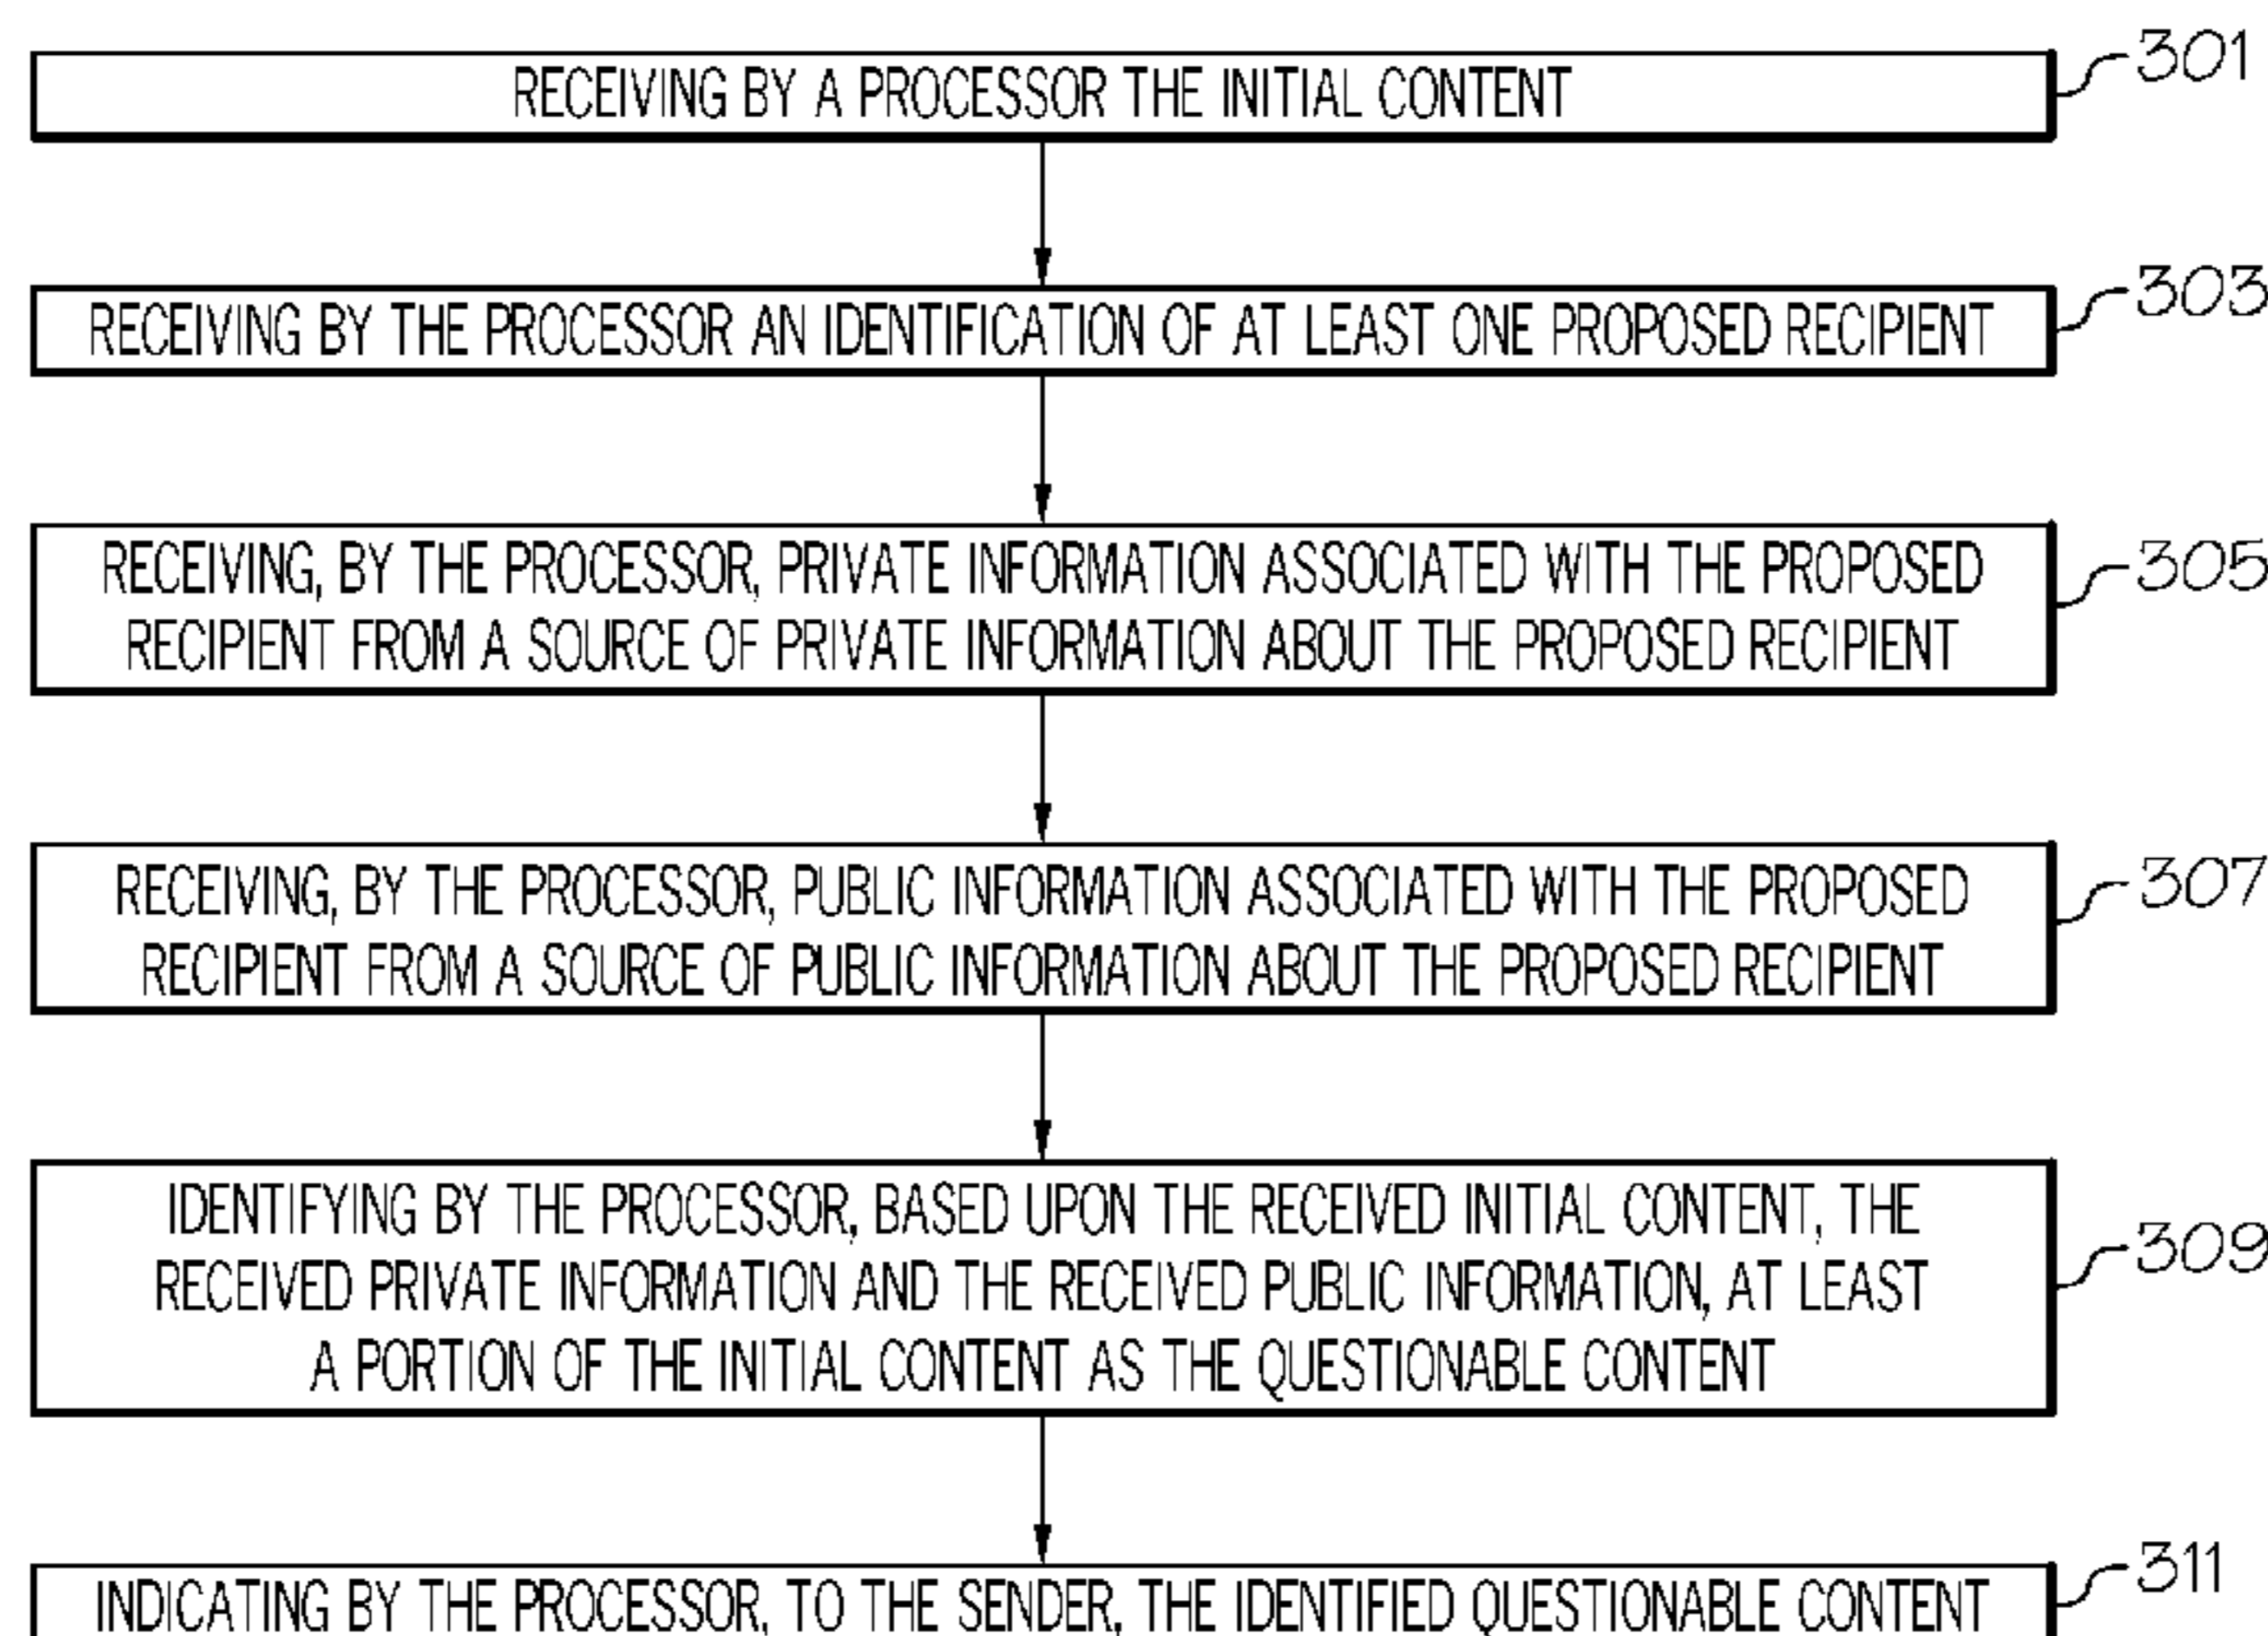 RECEIVING BY A PROCESSOR THE INITIAL CONTENT
301
RECEIVING BY THE PROCESSOR AN IDENTIFICATION OF AT LEAST ONE PROPOSED RECIPIENT
303
RECEIVING, BY THE PROCESSOR, PRIVATE INFORMATION ASSOCIATED WITH THE PROPOSED
RECIPIENT FROM A SOURCE OF PRIVATE INFORMATION ABOUT THE PROPOSED RECIPIENT
305
RECEIVING, BY THE PROCESSOR, PUBLIC INFORMATION ASSOCIATED WITH THE PROPOSED
RECIPIENT FROM A SOURCE OF PUBLIC INFORMATION ABOUT THE PROPOSED RECIPIENT
307
IDENTIFYING BY THE PROCESSOR, BASED UPON THE RECEIVED INITIAL CONTENT, THE
RECEIVED PRIVATE INFORMATION AND THE RECEIVED PUBLIC INFORMATION, AT LEAST
A PORTION OF THE INITIAL CONTENT AS THE QUESTIONABLE CONTENT
309
INDICATING BY THE PROCESSOR, TO THE SENDER, THE IDENTIFIED QUESTIONABLE CONTENT
311